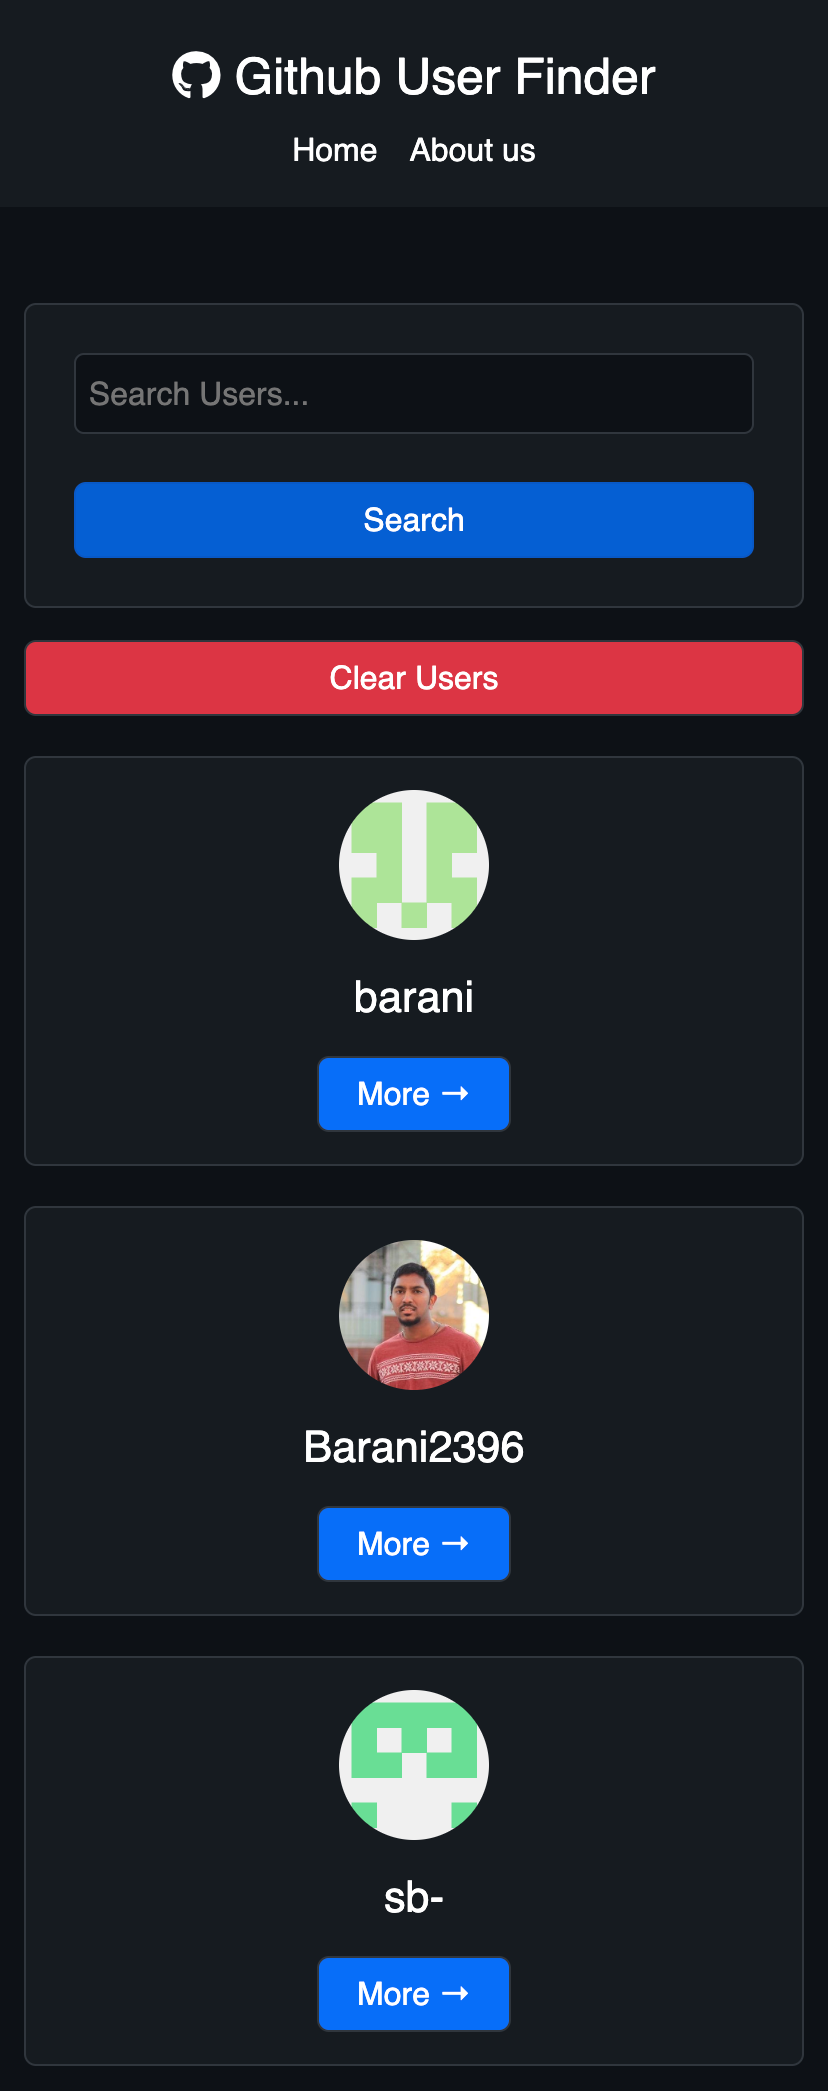 Github User Finder
Home About us
Search Users...
Search
Clear Users
barani
More →
Barani2396
More →
sb-
More →